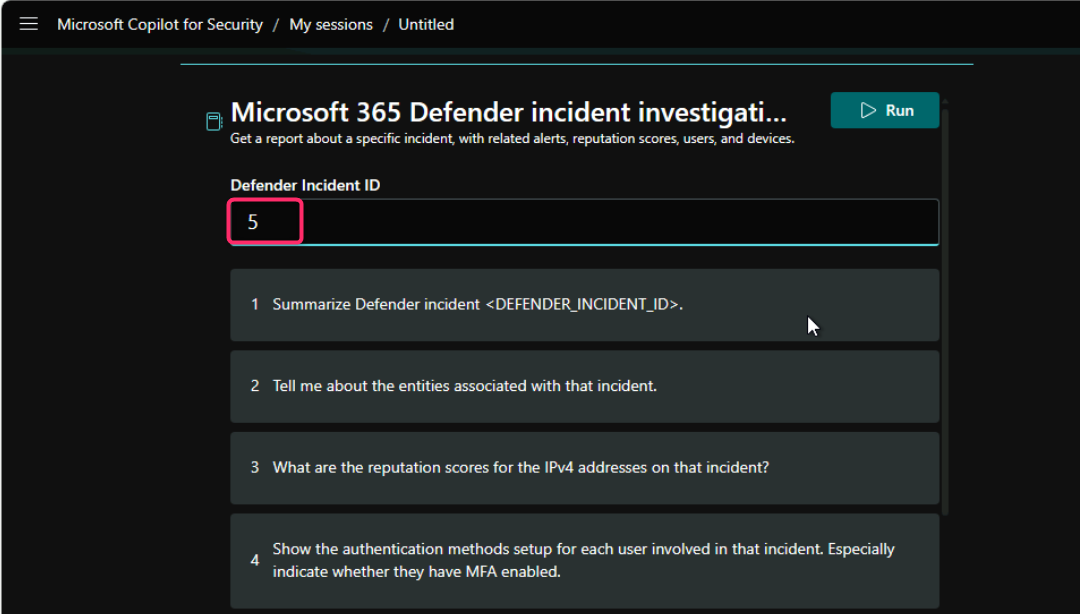 Microsoft Copilot for Security / My sessions / Untitled
Microsoft 365 Defender incident investigati...
Run
Get a report about a specific incident, with related alerts, reputation scores, users, and devices.
Defender Incident ID
5
1 Summarize Defender incident <DEFENDER_INCIDENT_ID>.
2 Tell me about the entities associated with that incident.
3 What are the reputation scores for the IPv4 addresses on that incident?
4 Show the authentication methods setup for each user involved in that incident. Especially
indicate whether they have MFA enabled.